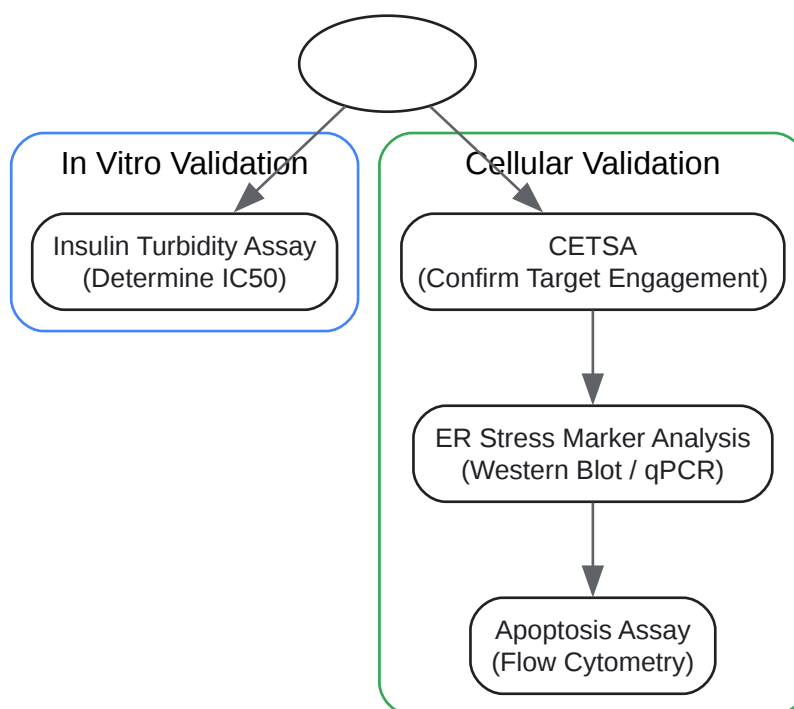 In Vitro Validation
Insulin Turbidity Assay
(Determine IC50)
Cellular Validation
CETSA
(Confirm Target Engagement)
ER Stress Marker Analysis
(Western Blot / qPCR)
Apoptosis Assay
(Flow Cytometry)